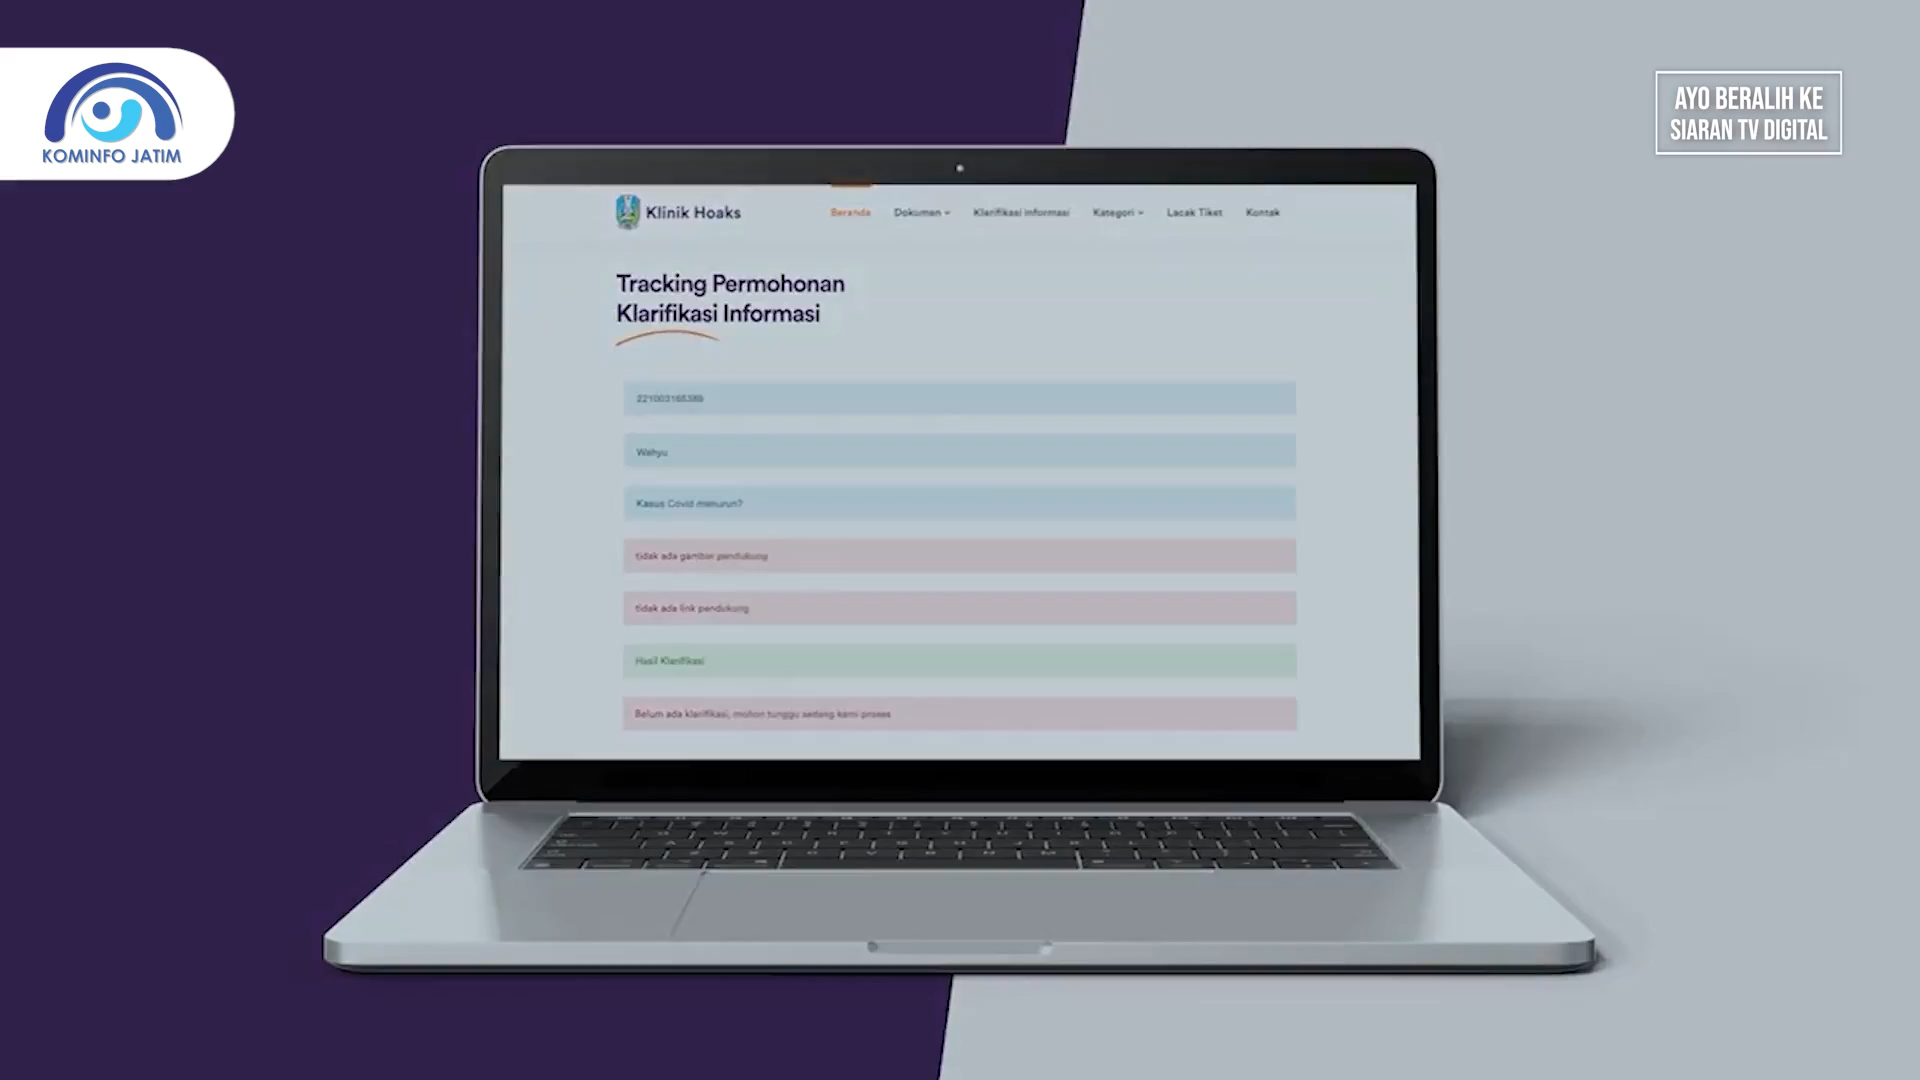 KOMINFO JATIM
AYO BERALIH KE
SIARAN TV DIGITAL
Klinik Hoaks
Beranda
Dokumen
Klarifikasi Informasi
Kategori
Lacak Tiket
Kontak
Tracking Permohonan
Klarifikasi Informasi
Wahyu
Kasus Covid menurun?
tidak ada gambar pendukung
tidak ada link pendukung
Hasil Klarifikasi
Belum ada klarifikasi, mohon tunggu sedang kami proses